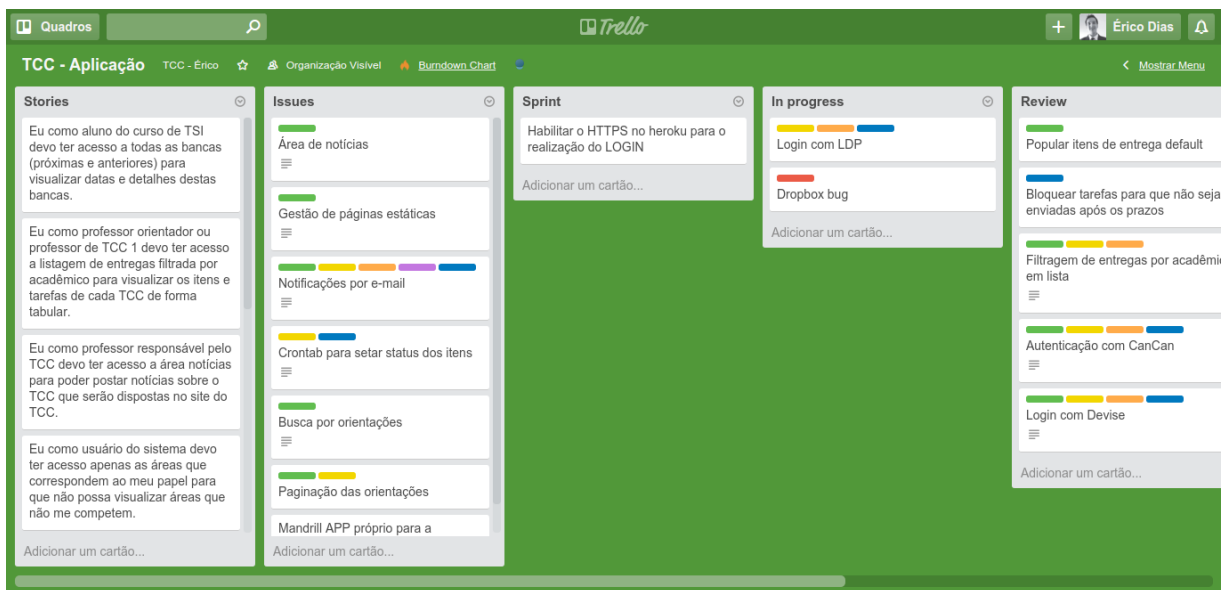 Quadros
Trello
Érico Dias
TCC - Aplicação
TCC - Érico
Organização Visível
Burndown Chart
Mostrar Menu
Stories
Eu como aluno do curso de TSI
devo ter acesso a todas as bancas
(próximas e anteriores) para
visualizar datas e detalhes destas
bancas.
Eu como professor orientador ou
professor de TCC 1 devo ter acesso
a listagem de entregas filtrada por
acadêmico para visualizar os itens e
tarefas de cada TCC de forma
tabular.
Eu como professor responsável pelo
TCC devo ter acesso a área notícias
para poder postar notícias sobre o
TCC que serão dispostas no site do
TCC.
Eu como usuário do sistema devo
ter acesso apenas as áreas que
correspondem ao meu papel para
que não possa visualizar áreas que
não me competem.
Adicionar um cartão...
Issues
Área de notícias
Gestão de páginas estáticas
Notificações por e-mail
Crontab para setar status dos itens
Busca por orientações
Paginação das orientações
Mandrill APP próprio para a
Adicionar um cartão...
Sprint
Habilitar o HTTPS no heroku para o
realização do LOGIN
Adicionar um cartão...
In progress
Login com LDP
Dropbox bug
Adicionar um cartão...
Review
Popular itens de entrega default
Bloquear tarefas para que não seja
enviadas após os prazos
Filtragem de entregas por acadêmic
em lista
Autenticação com CanCan
Login com Devise
Adicionar um cartão...